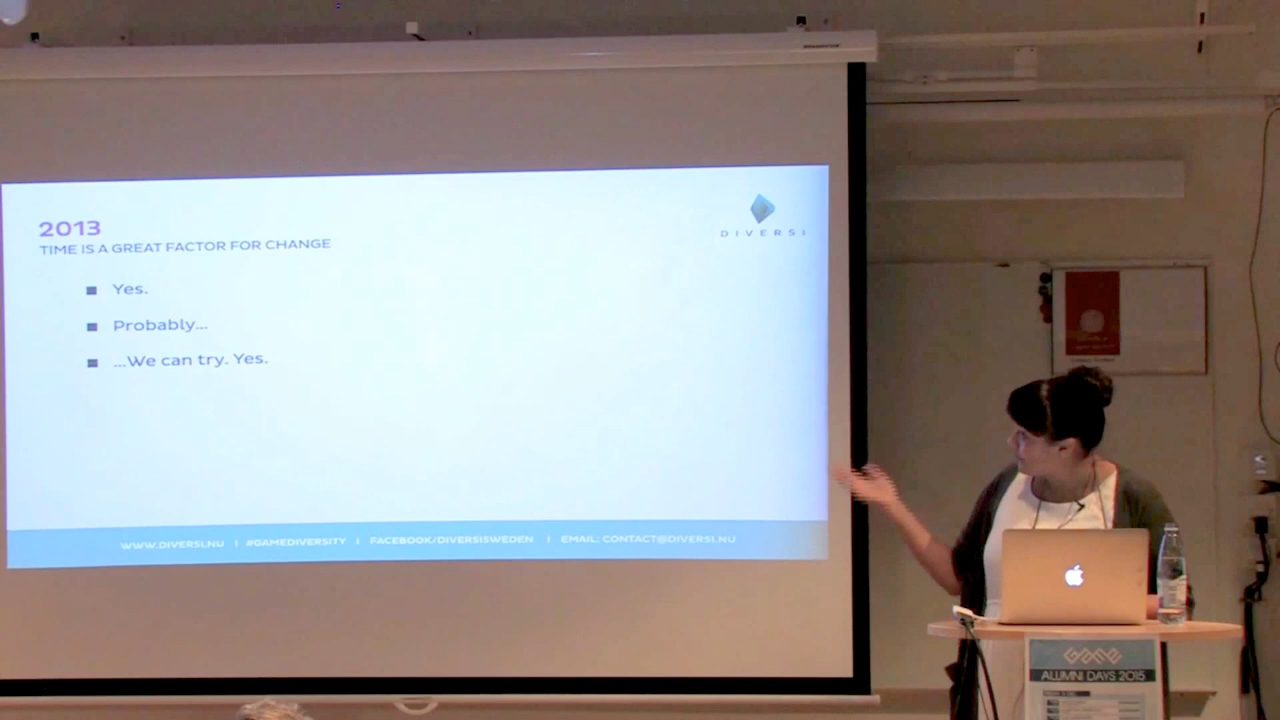 2013
TIME IS A GREAT FACTOR FOR CHANGE
DIVERSI
Yes.
Probably...
...We can try. Yes.
WWW.DIVERSI.NU | #GAMEDIVERSITY | FACEBOOK/DIVERSISWEDEN | EMAIL: CONTACT@DIVERSI.NU
GAME
ALUMNI DAYS 2015